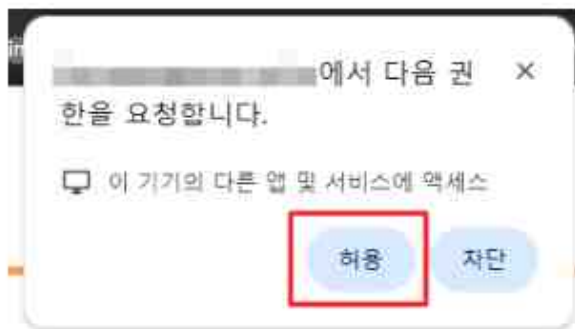 에서 다음 권
한을 요청합니다.
이 기기의 다른 앱 및 서비스에 액세스
허용 차단